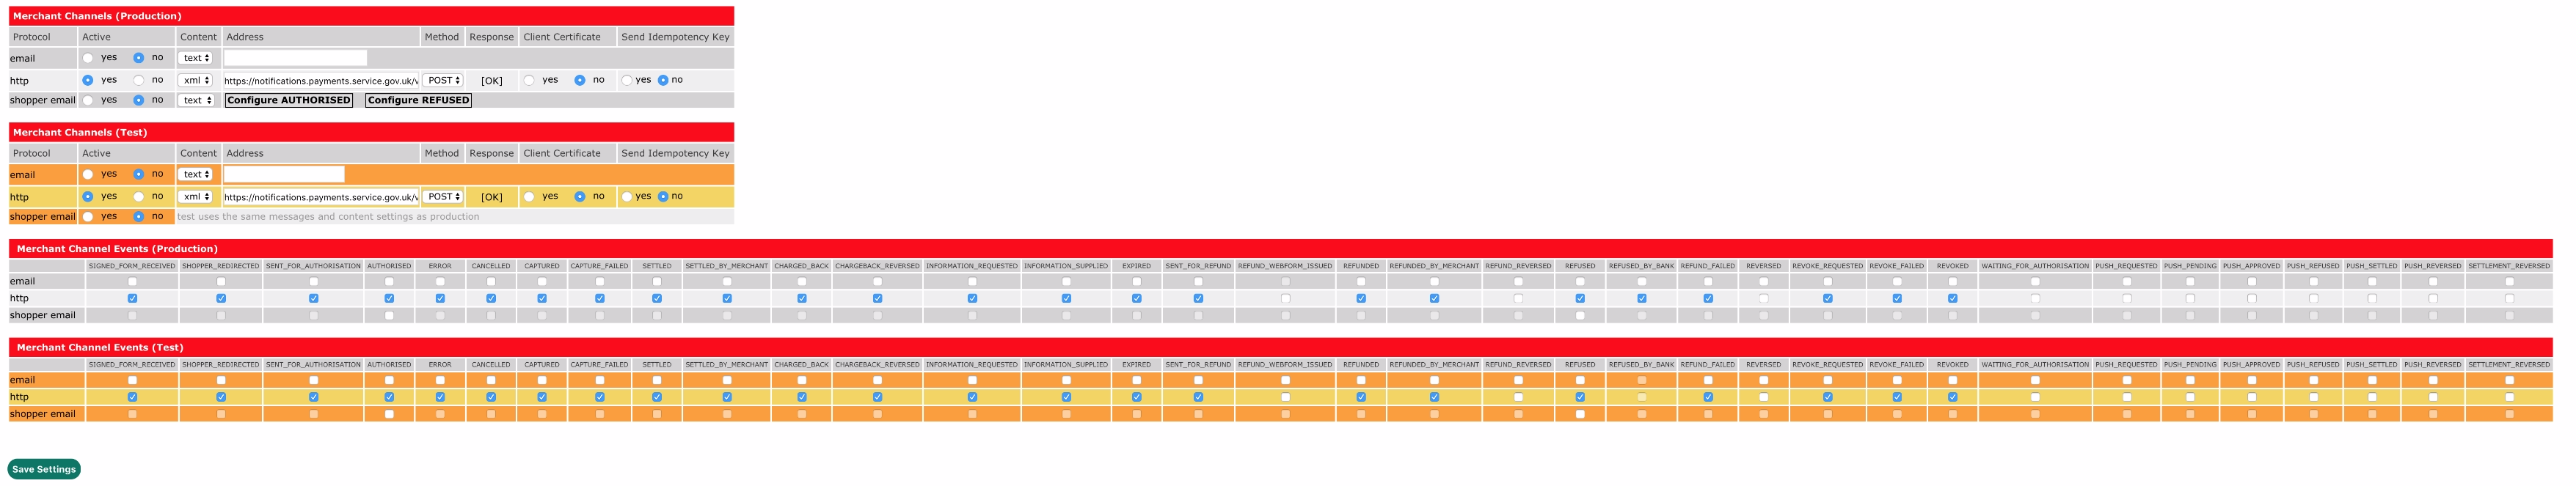 Merchant Channels (Production)
Protocol Active Content Address Method Response Client Certificate Send Idempotency Key
email yes no text
http yes no xml https://notifications.payments.service.gov.uk/v POST [OK] yes no yes no
shopper email yes no text Configure AUTHORISED Configure REFUSED
Merchant Channels (Test)
Protocol Active Content Address Method Response Client Certificate Send Idempotency Key
email yes no text
http yes no xml https://notifications.payments.service.gov.uk/v POST [OK] yes no yes no
shopper email yes no test uses the same messages and content settings as production
Merchant Channel Events (Production)
SIGNED_FORM_RECEIVED SHOPPER_REDIRECTED SENT_FOR_AUTHORISATION AUTHORISED ERROR CANCELLED CAPTURED CAPTURE_FAILED SETTLED SETTLED_BY_MERCHANT CHARGED_BACK CHARGEBACK_REVERSED INFORMATION_REQUESTED INFORMATION_SUPPLIED EXPIRED SENT_FOR_REFUND REFUND_WEBFORM_ISSUED REFUNDED REFUNDED_BY_MERCHANT REFUND_REVERSED REFUSED REFUSED_BY_BANK REFUND_FAILED REVERSED REVOKE_REQUESTED REVOKE_FAILED REVOKED WAITING_FOR_AUTHORISATION PUSH_REQUESTED PUSH_PENDING PUSH_APPROVED PUSH_REFUSED PUSH_SETTLED PUSH_REVERSED SETTLEMENT_REVERSED
email
http
shopper email
Merchant Channel Events (Test)
SIGNED_FORM_RECEIVED SHOPPER_REDIRECTED SENT_FOR_AUTHORISATION AUTHORISED ERROR CANCELLED CAPTURED CAPTURE_FAILED SETTLED SETTLED_BY_MERCHANT CHARGED_BACK CHARGEBACK_REVERSED INFORMATION_REQUESTED INFORMATION_SUPPLIED EXPIRED SENT_FOR_REFUND REFUND_WEBFORM_ISSUED REFUNDED REFUNDED_BY_MERCHANT REFUND_REVERSED REFUSED REFUSED_BY_BANK REFUND_FAILED REVERSED REVOKE_REQUESTED REVOKE_FAILED REVOKED WAITING_FOR_AUTHORISATION PUSH_REQUESTED PUSH_PENDING PUSH_APPROVED PUSH_REFUSED PUSH_SETTLED PUSH_REVERSED SETTLEMENT_REVERSED
email
http
shopper email
Save Settings